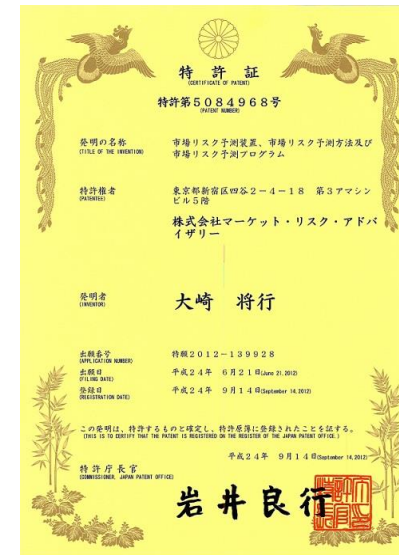 特許証
(CERTIFICATE OF PATENT)
特許第5084968号
(PATENT NUMBER)
発明の名称
(TITLE OF THE INVENTION)
市場リスク予測装置、市場リスク予測方法及び
市場リスク予測プログラム
特許権者
(PATENTEE)
東京都新宿区四谷2-4-18 第3アマシン
ビル5階
株式会社マーケット・リスク・アドバ
イザリー
発明者
(INVENTOR)
大崎 将行
出願番号
(APPLICATION NUMBER)
特願2012-139928
出願日
(FILING DATE)
平成24年 6月21日(June 21,2012)
登録日
(REGISTRATION DATE)
平成24年 9月14日(September 14,2012)
この発明は、特許するものと確定し、特許原簿に登録されたことを証する。
(THIS IS TO CERTIFY THAT THE PATENT IS REGISTERED ON THE REGISTER OF THE JAPAN PATENT OFFICE.)
平成24年 9月14日(September 14,2012)
特許庁長官
(COMMISSIONER, JAPAN PATENT OFFICE)
岩井良行